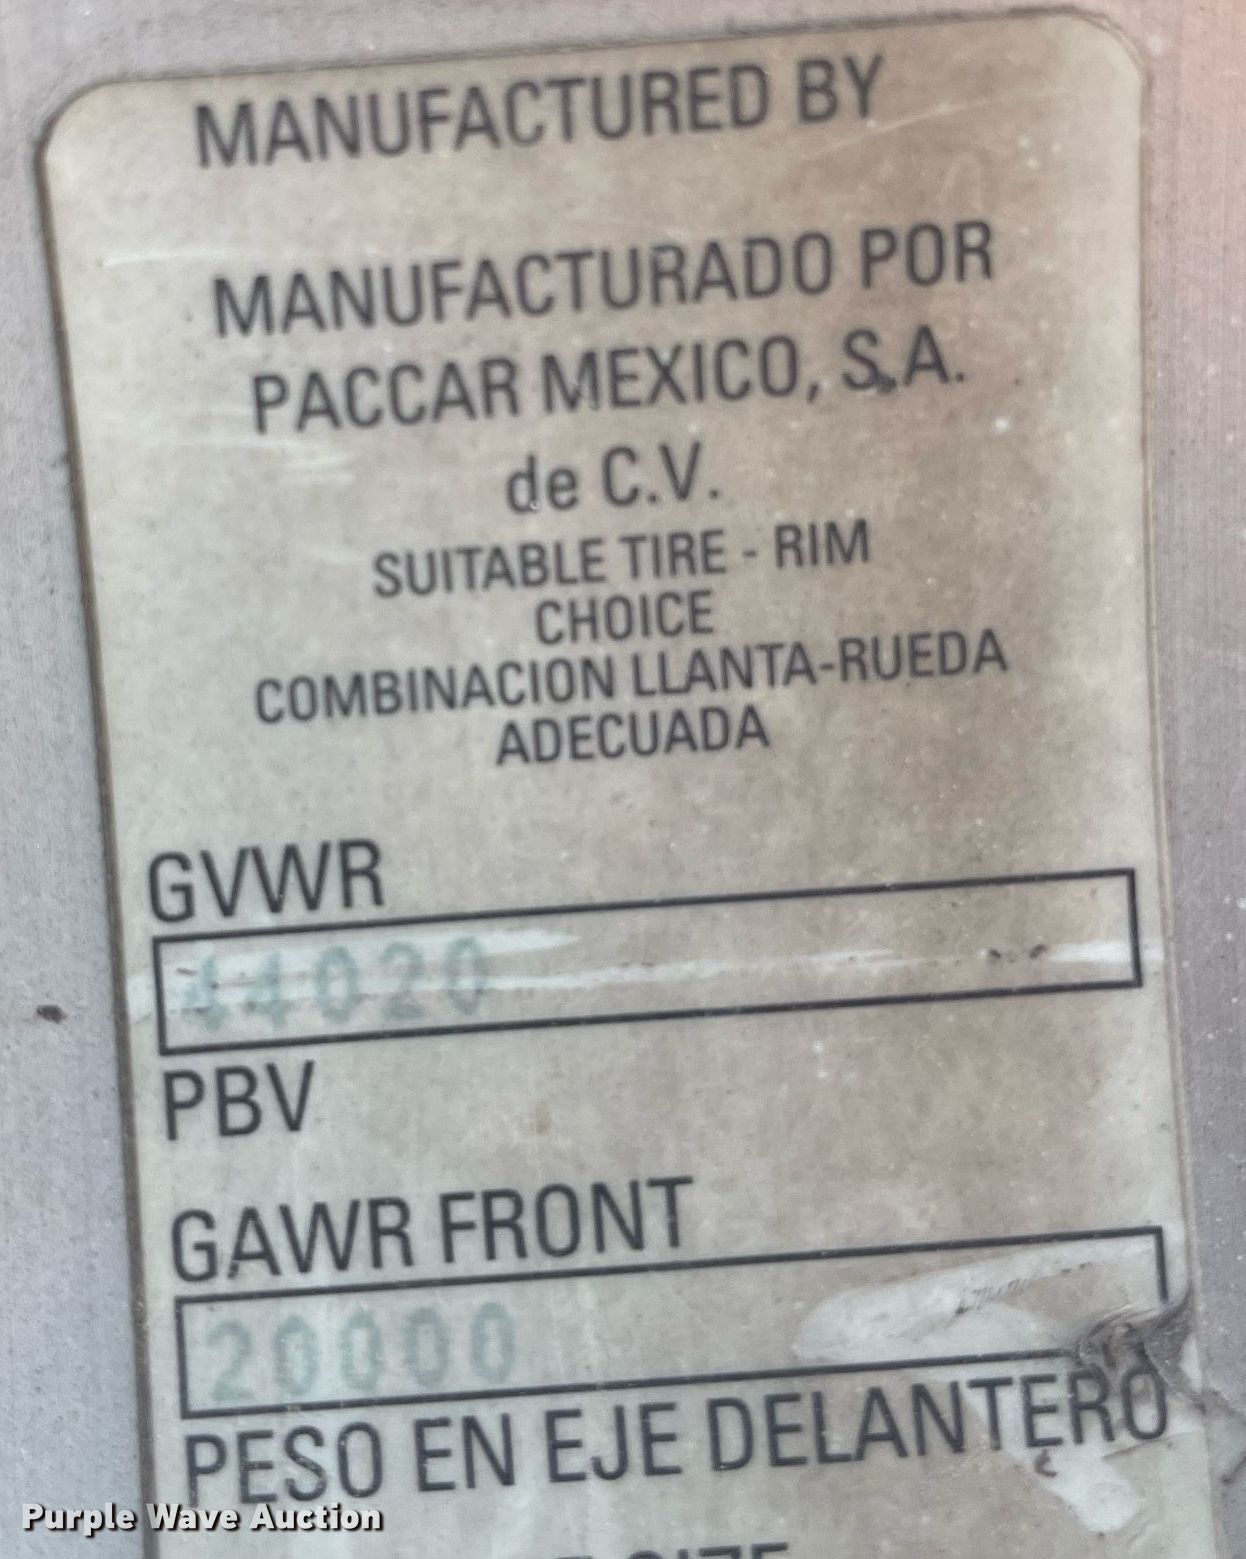 MANUFACTURED BY
MANUFACTURADO POR
PACCAR MEXICO, S.A.
de C.V.
SUITABLE TIRE - RIM
CHOICE
COMBINACION LLANTA-RUEDA
ADECUADA
GVWR
44020
PBV
GAWR FRONT
20000
PESO EN EJE DELANTERO
Purple Wave Auction